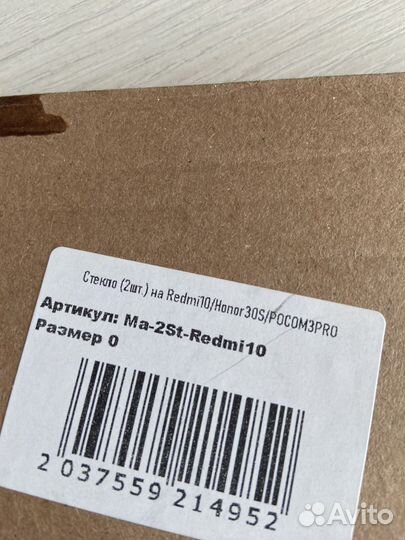 Стекло (2шт.) на Redmi10/Honor30S/POCOM3PRO
Артикул: Ma-2St-Redmi10
Размер 0
2 037559 214952
Avito